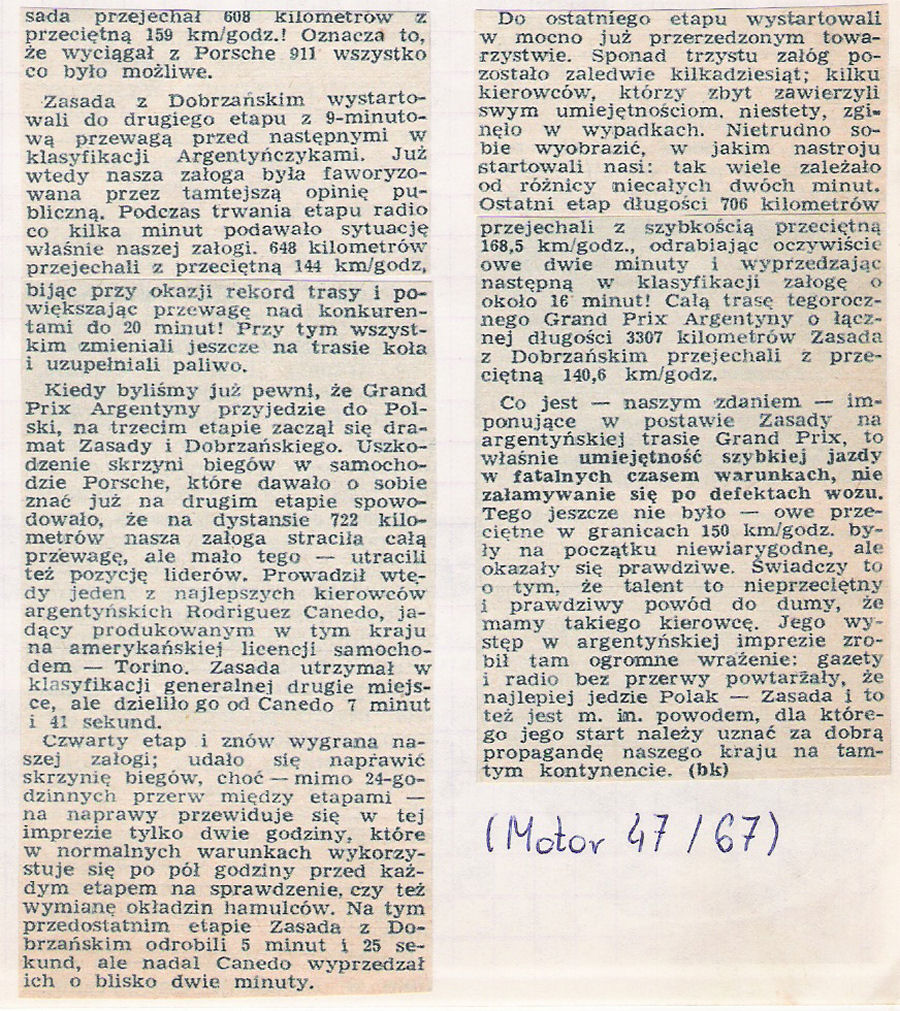 sada przejechał 608 kilometrów z
przeciętną 159 km/godz.! Oznacza to,
że wyciągał z Porsche 911 wszystko
co było możliwe.
Zasada z Dobrzańskim wystarto-
wali do drugiego etapu z 9-minuto-
wą przewagą przed następnymi w
klasyfikacji Argentyńczykami. Już
wtedy nasza załoga była faworyzo-
wana przez tamtejszą opinię pu-
bliczną. Podczas trwania etapu radio
co kilka minut podawało sytuację
właśnie naszej załogi. 648 kilometrów
przejechali z przeciętną 144 km/godz,
bijąc przy okazji rekord trasy i po-
większając przewagę nad konkuren-
tami do 20 minut! Przy tym wszyst-
kim zmieniali jeszcze na trasie koła
i uzupełniali paliwo.
Kiedy byliśmy już pewni, że Grand
Prix Argentyny przyjedzie do Pol-
ski, na trzecim etapie zaczął się dra-
mat Zasady i Dobrzańskiego. Uszko-
dzenie skrzyni biegów w samocho-
dzie Porsche, które dawało o sobie
znać już na drugim etapie spowo-
dowało, że na dystansie 722 kilo-
metrów nasza załoga straciła całą
przewagę, ale mało tego — utracili
też pozycję liderów. Prowadził wtę-
dy jeden z najlepszych kierowców
argentyńskich Rodriguez Canedo, ja-
dący produkowanym w tym kraju
na amerykańskiej licencji samocho-
dem — Torino. Zasada utrzymał w
klasyfikacji generalnej drugie miejs-
ce, ale dzieliło go od Canedo 7 minut
i 41 sekund.
Czwarty etap i znów wygrana na-
szej załogi; udało się naprawić
skrzynię biegów, choć — mimo 24-go-
dzinnych przerw między etapami —
na naprawy przewiduje się w tej
imprezie tylko dwie godziny, które
w normalnych warunkach wykorzy-
stuje się po pół godziny przed każ-
dym etapem na sprawdzenie, czy też
wymianę okładzin hamulców. Na tym
przedostatnim etapie Zasada z Do-
brzańskim odrobili 5 minut i 25 se-
kund, ale nadal Canedo wyprzedzał
ich o blisko dwie minuty.
Do ostatniego etapu wystartowali
w mocno już przerzedzonym towa-
rzystwie. Sponad trzystu załóg po-
zostało zaledwie kilkadziesiąt; kilku
kierowców, którzy zbyt zawierzyli
swym umiejętnościom, niestety, zgi-
nęło w wypadkach. Nietrudno so-
bie wyobrazić, w jakim nastroju
startowali nasi: tak wiele zależało
od różnicy niecałych dwóch minut.
Ostatni etap długości 706 kilometrów
przejechali z szybkością przeciętną
168,5 km/godz., odrabiając oczywiście
owe dwie minuty i wyprzedzając
następną w klasyfikacji załogę o
około 16 minut! Całą trasę tegorocz-
nego Grand Prix Argentyny o łącz-
nej długości 3307 kilometrów Zasada
z Dobrzańskim przejechali z prze-
ciętną 140,6 km/godz.
Co jest — naszym zdaniem — im-
ponujące w postawie Zasady na
argentyńskiej trasie Grand Prix, to
właśnie umiejętność szybkiej jazdy
w fatalnych czasem warunkach, nie
załamywanie się po defektach wozu.
Tego jeszcze nie było — owe prze-
ciętne w granicach 150 km/godz. by-
ły na początku niewiarygodne, ale
okazały się prawdziwe. Świadczy to
o tym, że talent to nieprzeciętny
i prawdziwy powód do dumy, że
mamy takiego kierowcę. Jego wy-
stęp w argentyńskiej imprezie zro-
bił tam ogromne wrażenie: gazety
i radio bez przerwy powtarzały, że
najlepiej jedzie Polak — Zasada i to
też jest m. in. powodem, dla które-
go jego start należy uznać za dobrą
propagandę naszego kraju na tam-
tym kontynencie. (bk)
(Motor 47/67)